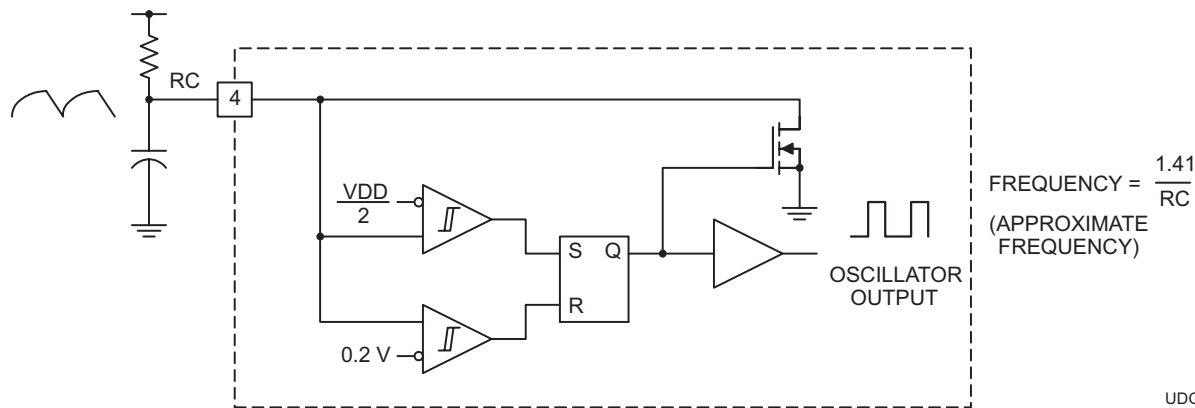 RC
4
VDD
2
0.2 V
S Q
R
OSCILLATOR
OUTPUT
FREQUENCY = 1.41
RC
(APPROXIMATE
FREQUENCY)